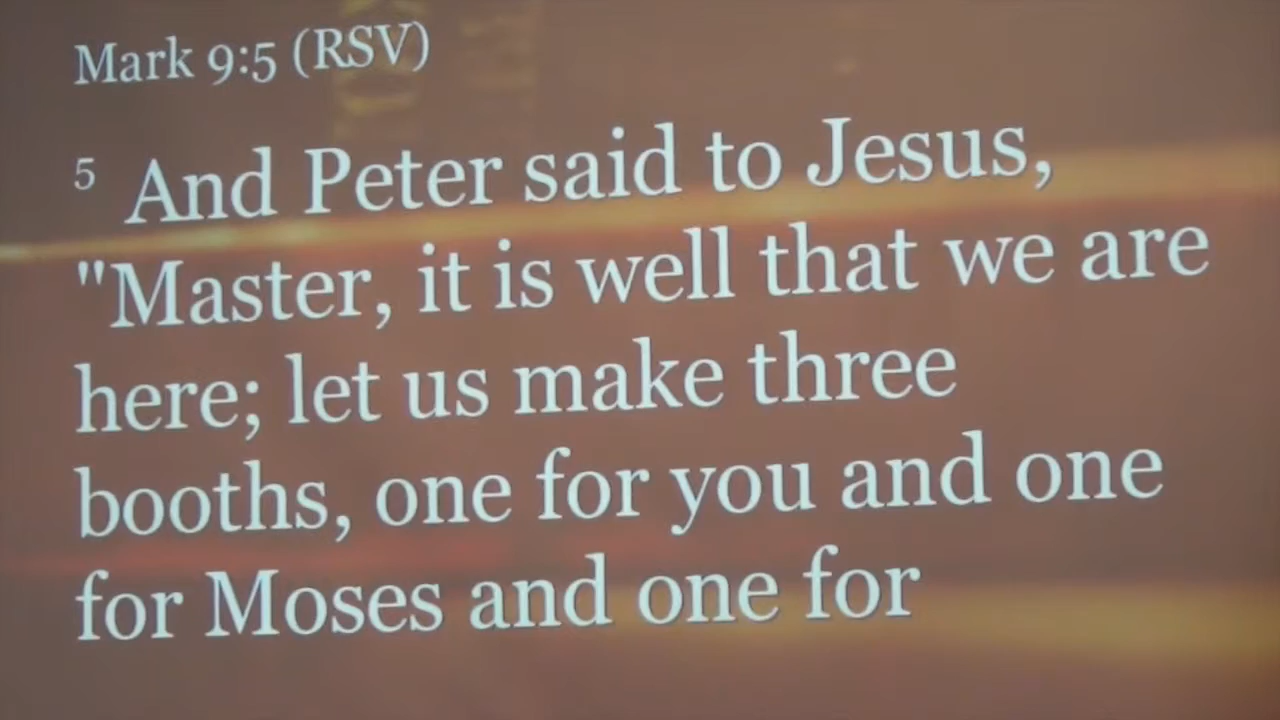 Mark 9:5 (RSV)
5 And Peter said to Jesus,
"Master, it is well that we are
here; let us make three
booths, one for you and one
for Moses and one for